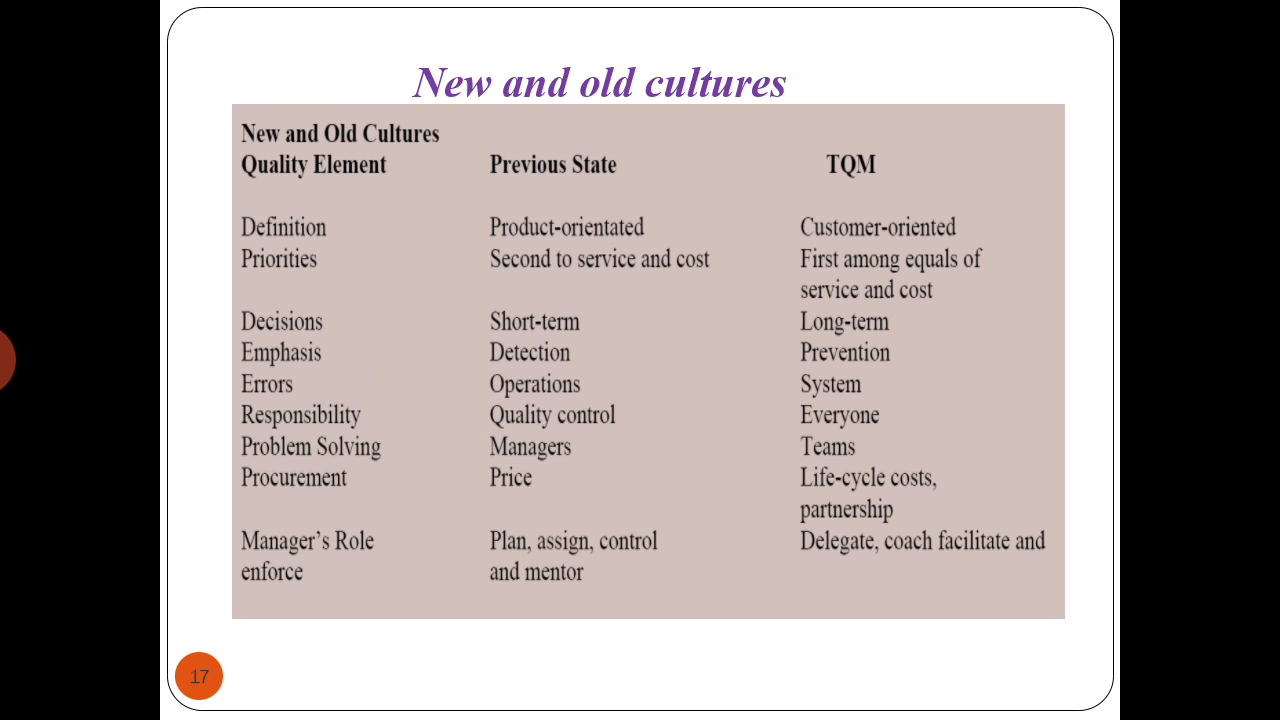 New and old cultures
New and Old Cultures
Quality Element Previous State TQM
Definition Product-orientated Customer-oriented
Priorities Second to service and cost First among equals of
service and cost
Decisions Short-term Long-term
Emphasis Detection Prevention
Errors Operations System
Responsibility Quality control Everyone
Problem Solving Managers Teams
Procurement Price Life-cycle costs,
partnership
Manager’s Role Plan, assign, control Delegate, coach facilitate and
enforce and mentor
17